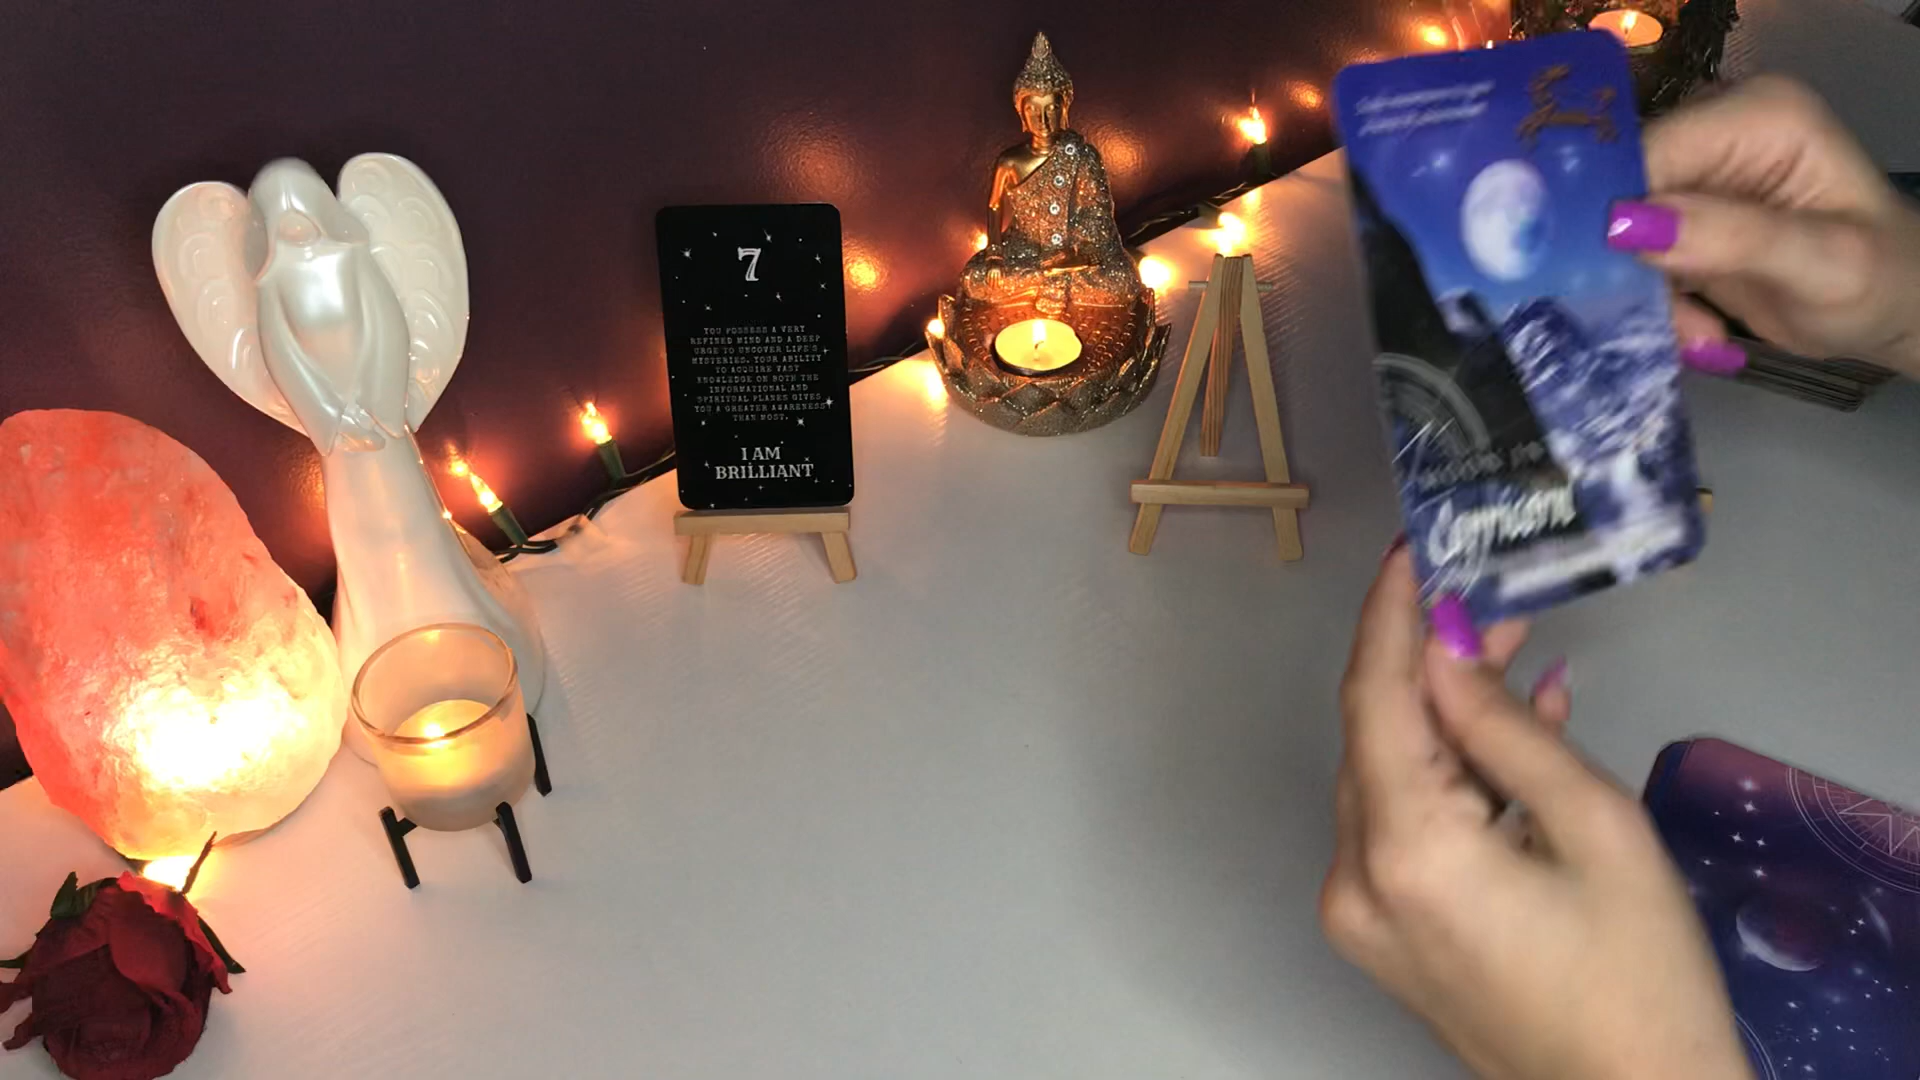 7
YOU POSSESS A VERY
REFINED MIND AND A DEEP
URGE TO UNCOVER LIFE'S
MYSTERIES. YOUR ABILITY
TO ACQUIRE VAST
KNOWLEDGE ON BOTH THE
INFORMATIONAL AND
SPIRITUAL PLANES GIVES
YOU A GREATER AWARENESS
THAN MOST.
I AM
BRILLIANT
Capricorn